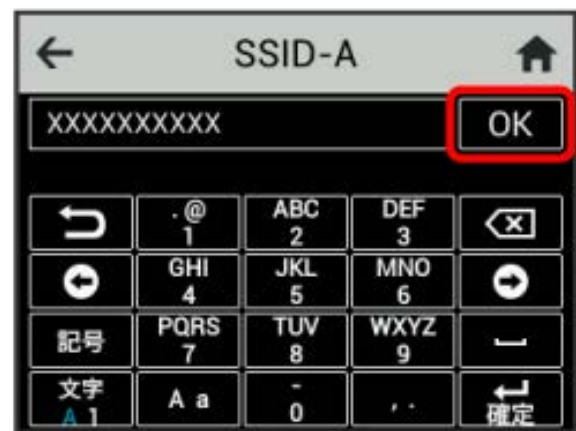 SSID-A
XXXXXXXXXX OK
.@ ABC DEF
1 2 3
GHI JKL MNO
4 5 6
記号 PQRS TUV WXYZ
7 8 9
文字 A a - , .
A 1 0 確定